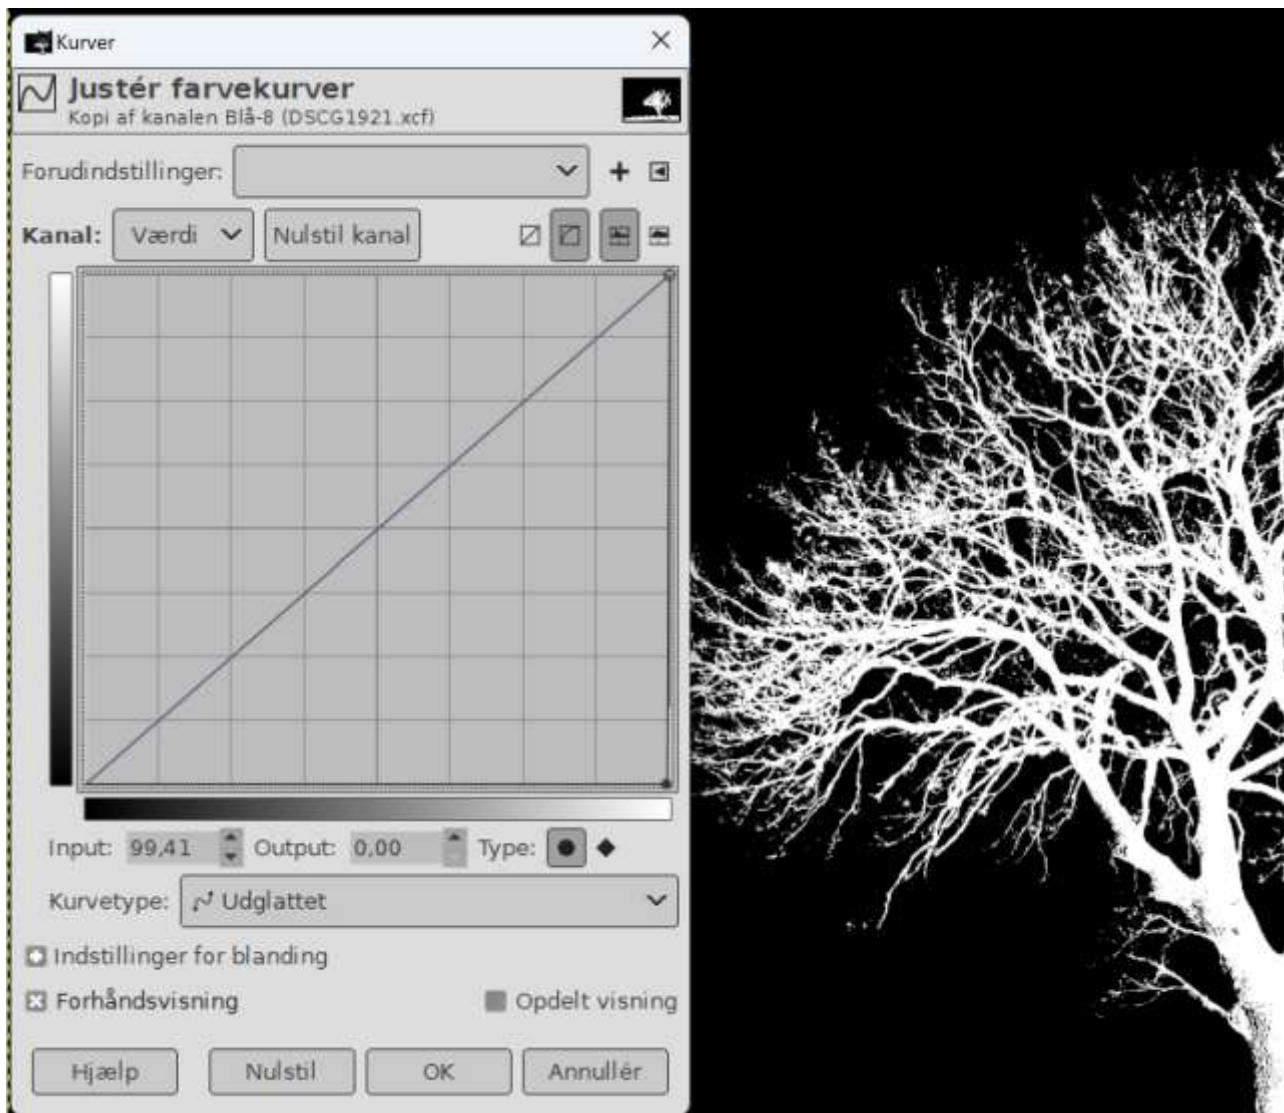 Kurver
Justér farvekurver
Kopi af kanalen Blå-8 (DSCG1921.xcf)
Forudindstillinger:
Kanal: Værdi Nulstil kanal
Input: 99,41 Output: 0,00 Type:
Kurvetype: Udglattet
Indstillinger for blanding
Forhåndsvisning Opdelt visning
Hjælp Nulstil OK Annullér